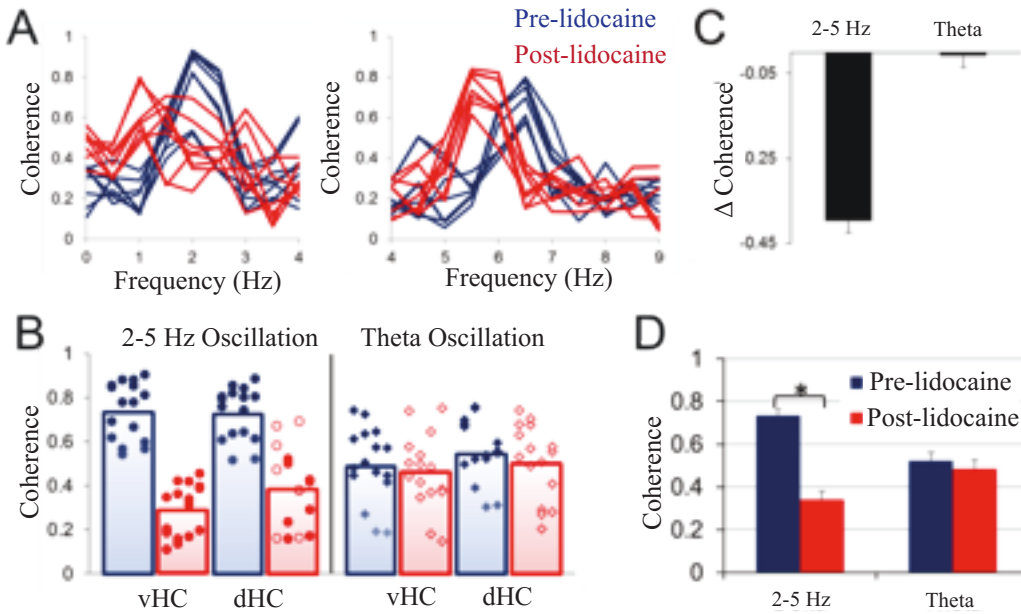 A
Pre-lidocaine
Post-lidocaine
Coherence
1
0.8
0.6
0.4
0.2
0
0 1 2 3 4
Frequency (Hz)
Coherence
1
0.8
0.6
0.4
0.2
0
4 5 6 7 8 9
Frequency (Hz)
C
2-5 Hz
Theta
Δ Coherence
-0.05
0.25
-0.45
B
2-5 Hz Oscillation
Theta Oscillation
Coherence
1
0.8
0.6
0.4
0.2
0
vHC
dHC
vHC
dHC
D
Coherence
1
0.8
0.6
0.4
0.2
0
Pre-lidocaine
*
Post-lidocaine
2-5 Hz
Theta